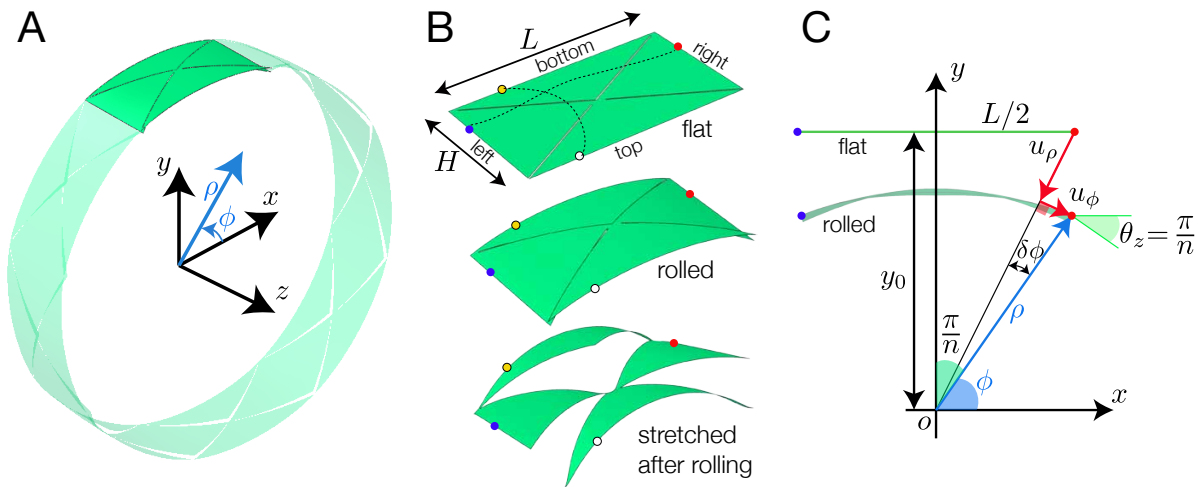 A
y
ρ
x
ϕ
z
B
L
bottom
right
flat
H
left
top
rolled
stretched
after rolling
C
y
L/2
flat
u_ρ
u_ϕ
rolled
θ_z = π/n
δϕ
y_0
π/n
ρ
ϕ
o
x